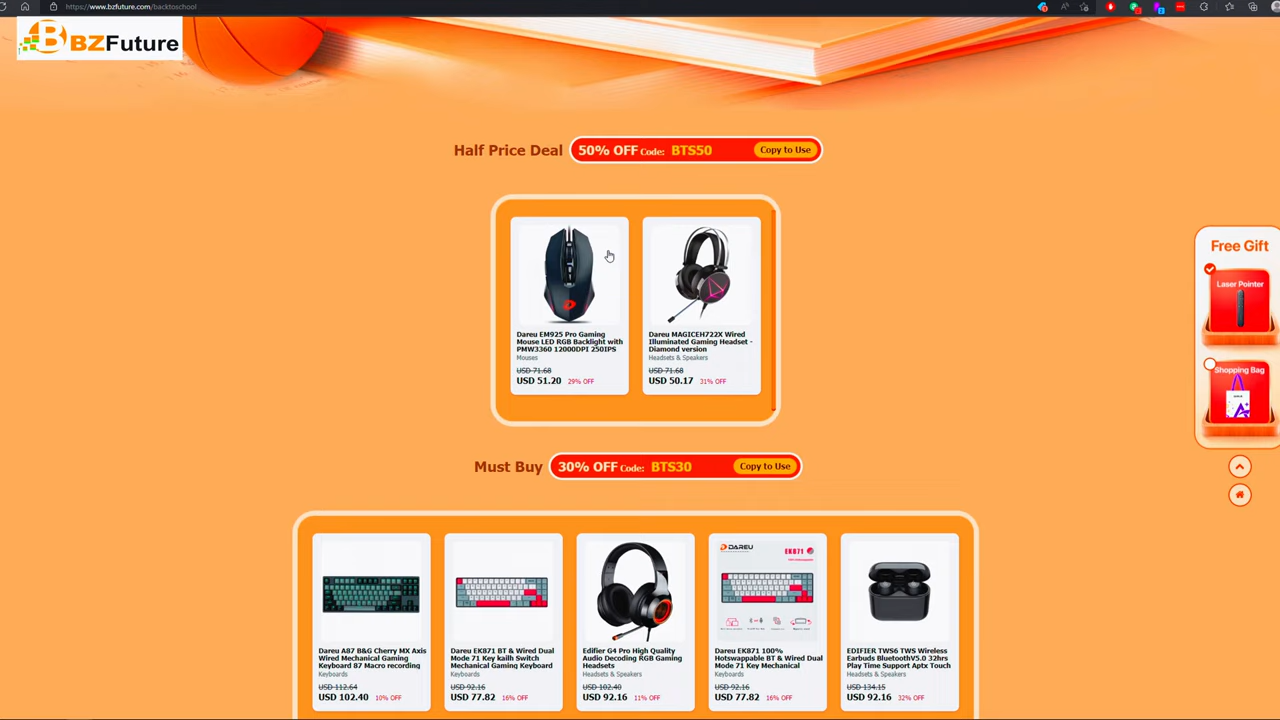 https://www.bzfuture.com/backtoschool
BZFuture
Half Price Deal
50% OFF Code: BTS50
Copy to Use
Dareu EM925 Pro Gaming
Mouse LED RGB Backlight with
PMW3360 12000DPI 250IPS
Mouses
USD 71.68
USD 51.20 29% OFF
Dareu MAGICEH722X Wired
Illuminated Gaming Headset -
Diamond version
Headsets & Speakers
USD 71.68
USD 50.17 31% OFF
Free Gift
Laser Pointer
Shopping Bag
Must Buy
30% OFF Code: BTS30
Copy to Use
Dareu A87 B&G Cherry MX Axis
Wired Mechanical Gaming
Keyboard 87 Macro recording
Keyboards
USD 112.64
USD 102.40 10% OFF
Dareu EK871 BT & Wired Dual
Mode 71 Key kailh Switch
Mechanical Gaming Keyboard
Keyboards
USD 92.16
USD 77.82 16% OFF
Edifier G4 Pro High Quality
Audio Decoding RGB Gaming
Headsets
Headsets & Speakers
USD 102.40
USD 92.16 11% OFF
DAREU
EK871
Dareu EK871 100%
Hotswappable BT & Wired Dual
Mode 71 Key Mechanical
Keyboards
USD 92.16
USD 77.82 16% OFF
EDIFIER TWS6 TWS Wireless
Earbuds BluetoothV5.0 32hrs
Play Time Support Aptx Touch
Headsets & Speakers
USD 134.15
USD 92.16 32% OFF